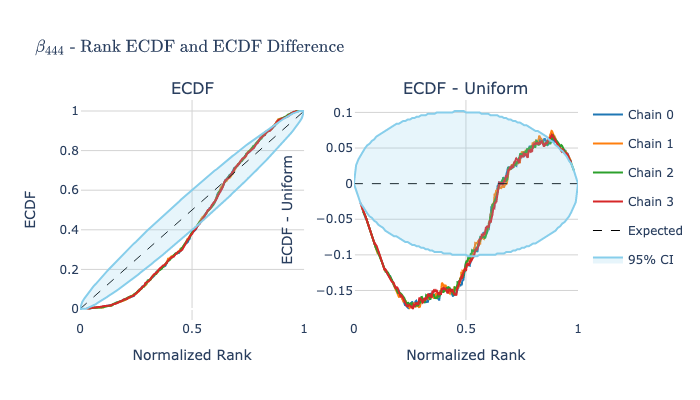 β444 - Rank ECDF and ECDF Difference
ECDF
ECDF - Uniform
1
0.8
0.6
0.4
0.2
0
ECDF
0
0.5
1
Normalized Rank
0.1
0.05
0
−0.05
−0.1
−0.15
ECDF - Uniform
0
0.5
1
Normalized Rank
Chain 0
Chain 1
Chain 2
Chain 3
Expected
95% CI